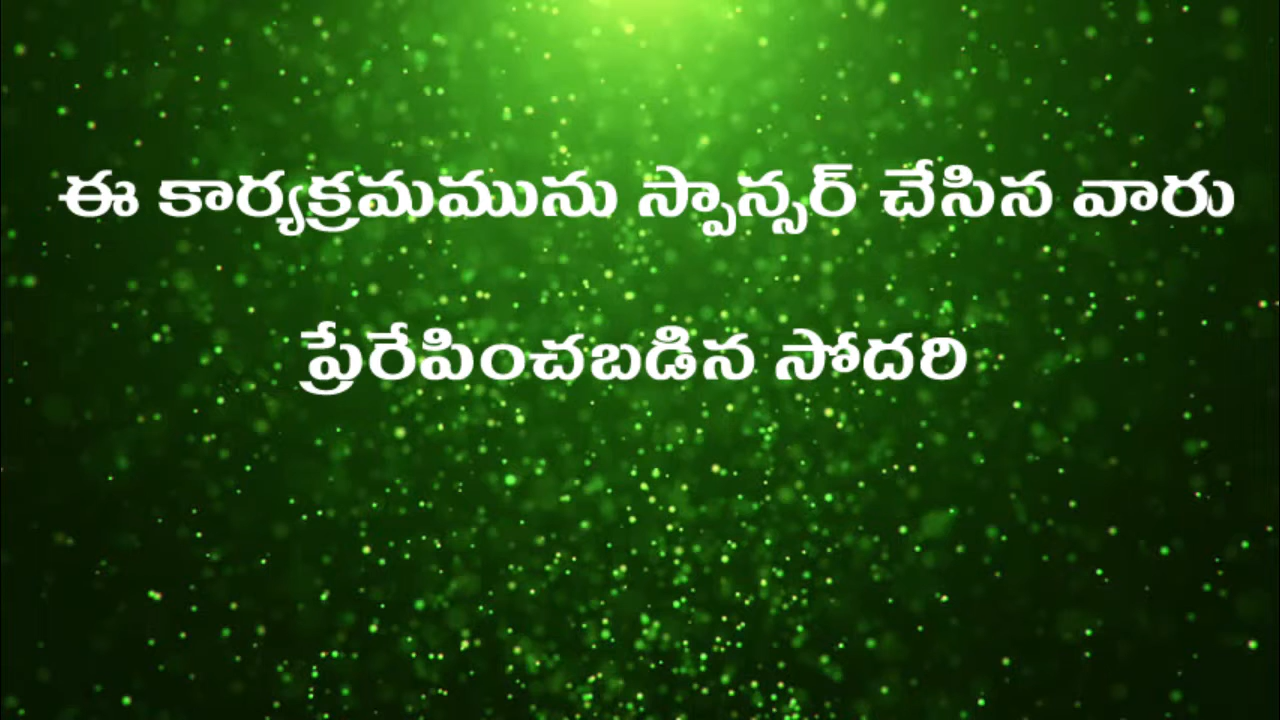 ఈ కార్యక్రమమును స్పాన్సర్ చేసిన వారు
ప్రేరేపించబడిన సోదరి